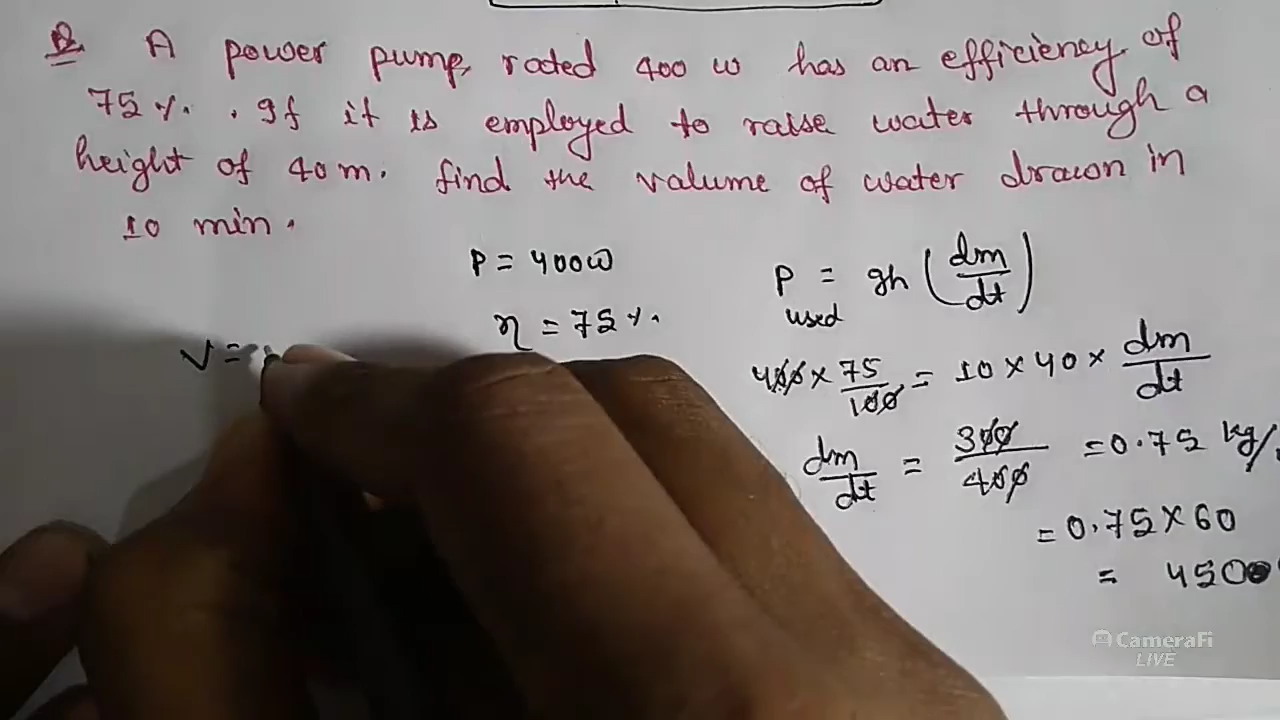 Q A power pump, rated 400 w has an efficiency of
75 %. . If it is employed to raise water through a
height of 40 m. find the valume of water drawn in
10 min.
P = 400W
η = 75 %.
V =
P used = gh (dm/dt)
400 × 75/100 = 10 × 40 × dm/dt
dm/dt = 300/400 = 0.75 kg/
= 0.75 × 60
= 450
CameraFi
LIVE